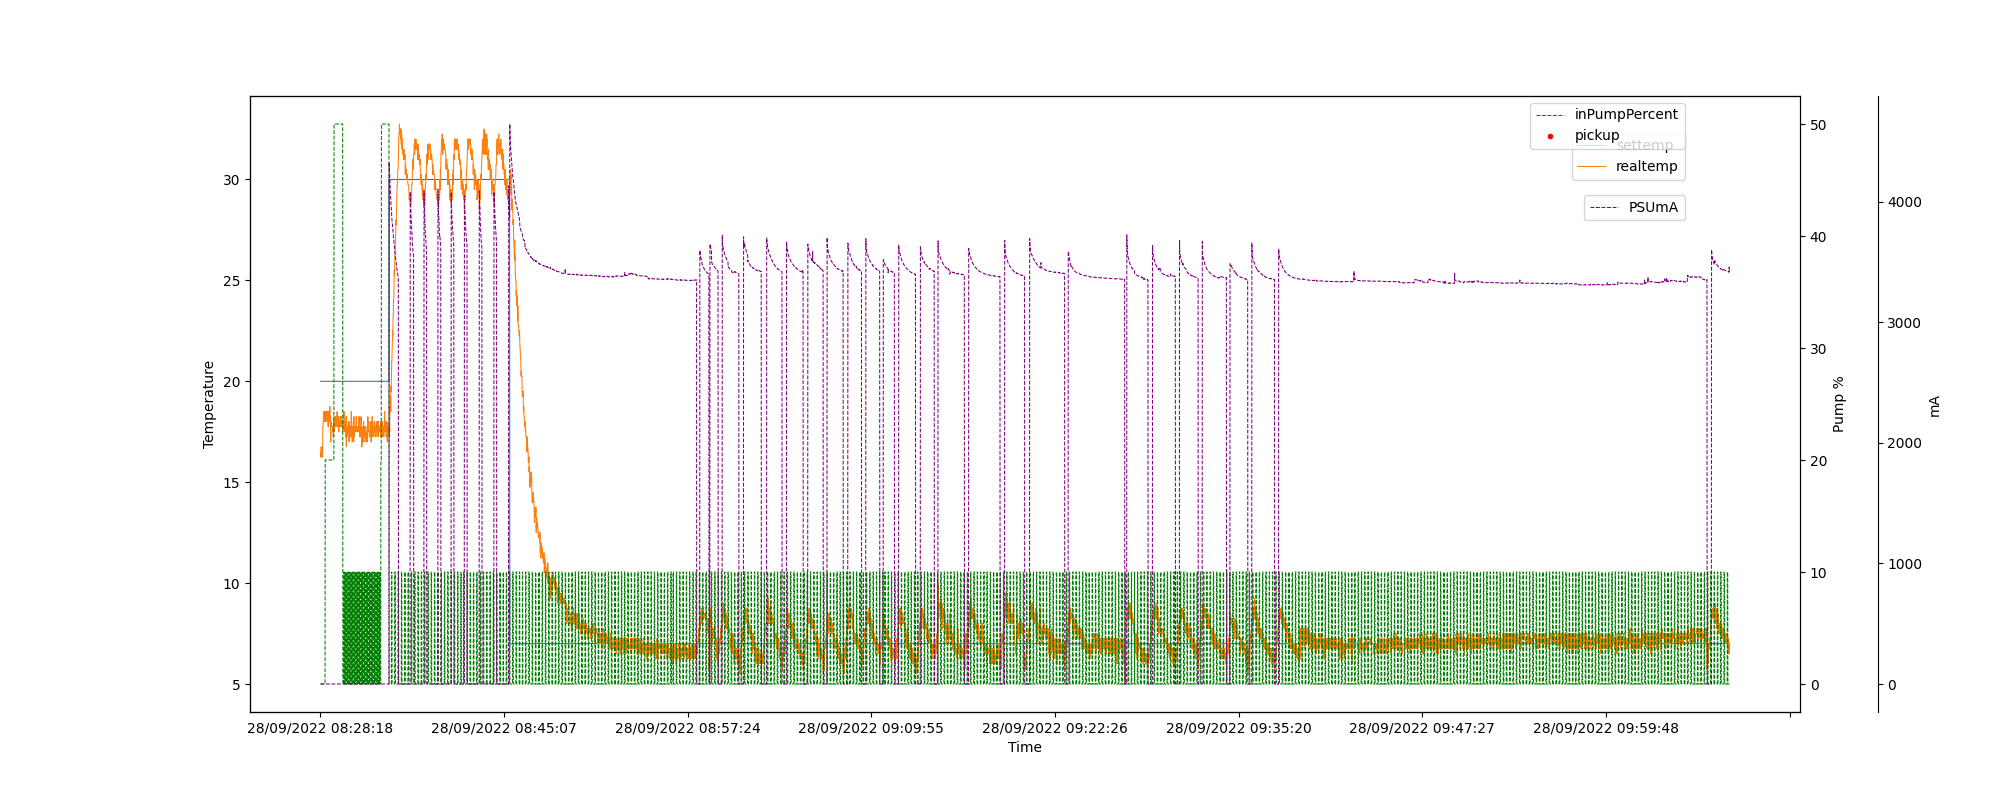 inPumpPercent
pickup
settemp
realtemp
PSUmA
Temperature
30
25
20
15
10
5
50
40
30
20
10
0
Pump %
4000
3000
2000
1000
0
mA
28/09/2022 08:28:18
28/09/2022 08:45:07
28/09/2022 08:57:24
28/09/2022 09:09:55
28/09/2022 09:22:26
28/09/2022 09:35:20
28/09/2022 09:47:27
28/09/2022 09:59:48
Time